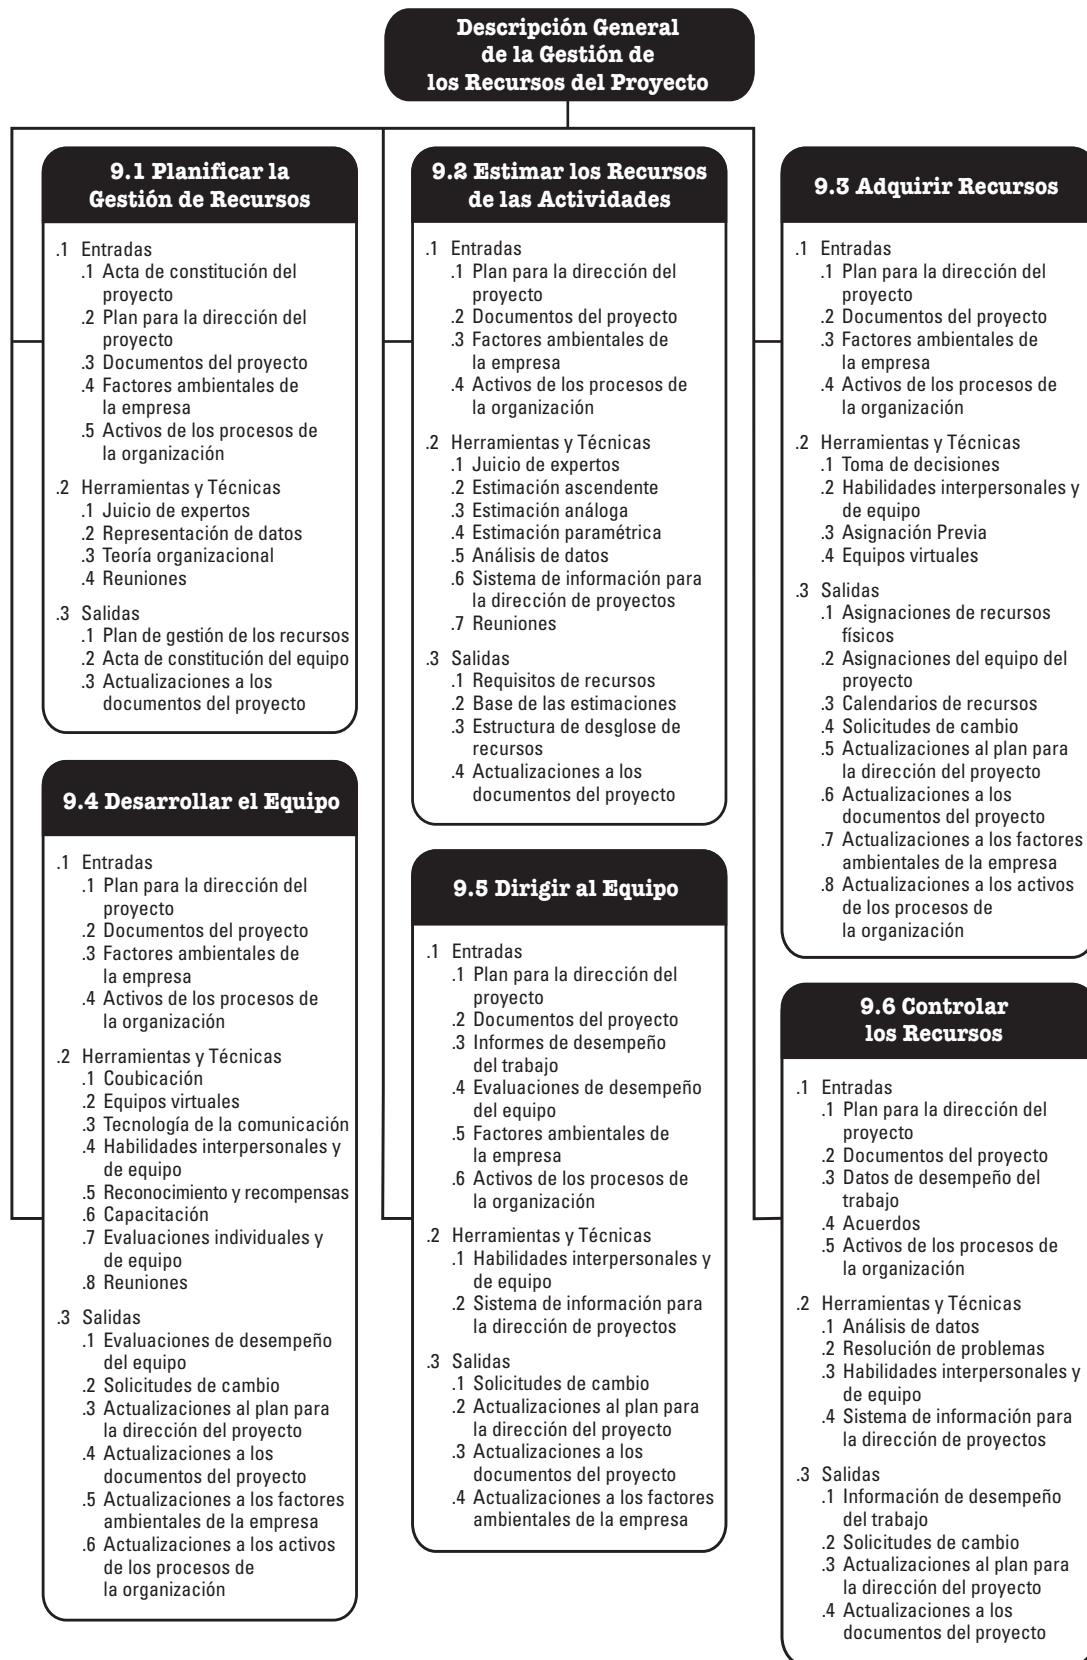 Descripción General
de la Gestión de
los Recursos del Proyecto
9.1 Planificar la
Gestión de Recursos
.1 Entradas
.1 Acta de constitución del
proyecto
.2 Plan para la dirección del
proyecto
.3 Documentos del proyecto
.4 Factores ambientales de
la empresa
.5 Activos de los procesos de
la organización
.2 Herramientas y Técnicas
.1 Juicio de expertos
.2 Representación de datos
.3 Teoría organizacional
.4 Reuniones
.3 Salidas
.1 Plan de gestión de los recursos
.2 Acta de constitución del equipo
.3 Actualizaciones a los
documentos del proyecto
9.2 Estimar los Recursos
de las Actividades
.1 Entradas
.1 Plan para la dirección del
proyecto
.2 Documentos del proyecto
.3 Factores ambientales de
la empresa
.4 Activos de los procesos de
la organización
.2 Herramientas y Técnicas
.1 Juicio de expertos
.2 Estimación ascendente
.3 Estimación análoga
.4 Estimación paramétrica
.5 Análisis de datos
.6 Sistema de información para
la dirección de proyectos
.7 Reuniones
.3 Salidas
.1 Requisitos de recursos
.2 Base de las estimaciones
.3 Estructura de desglose de
recursos
.4 Actualizaciones a los
documentos del proyecto
9.3 Adquirir Recursos
.1 Entradas
.1 Plan para la dirección del
proyecto
.2 Documentos del proyecto
.3 Factores ambientales de
la empresa
.4 Activos de los procesos de
la organización
.2 Herramientas y Técnicas
.1 Toma de decisiones
.2 Habilidades interpersonales y
de equipo
.3 Asignación Previa
.4 Equipos virtuales
.3 Salidas
.1 Asignaciones de recursos
físicos
.2 Asignaciones del equipo del
proyecto
.3 Calendarios de recursos
.4 Solicitudes de cambio
.5 Actualizaciones al plan para
la dirección del proyecto
.6 Actualizaciones a los
documentos del proyecto
.7 Actualizaciones a los factores
ambientales de la empresa
.8 Actualizaciones a los activos
de los procesos de
la organización
9.4 Desarrollar el Equipo
.1 Entradas
.1 Plan para la dirección del
proyecto
.2 Documentos del proyecto
.3 Factores ambientales de
la empresa
.4 Activos de los procesos de
la organización
.2 Herramientas y Técnicas
.1 Coubicación
.2 Equipos virtuales
.3 Tecnología de la comunicación
.4 Habilidades interpersonales y
de equipo
.5 Reconocimiento y recompensas
.6 Capacitación
.7 Evaluaciones individuales y
de equipo
.8 Reuniones
.3 Salidas
.1 Evaluaciones de desempeño
del equipo
.2 Solicitudes de cambio
.3 Actualizaciones al plan para
la dirección del proyecto
.4 Actualizaciones a los
documentos del proyecto
.5 Actualizaciones a los factores
ambientales de la empresa
.6 Actualizaciones a los activos
de los procesos de
la organización
9.5 Dirigir al Equipo
.1 Entradas
.1 Plan para la dirección del
proyecto
.2 Documentos del proyecto
.3 Informes de desempeño
del trabajo
.4 Evaluaciones de desempeño
del equipo
.5 Factores ambientales de
la empresa
.6 Activos de los procesos de
la organización
.2 Herramientas y Técnicas
.1 Habilidades interpersonales y
de equipo
.2 Sistema de información para
la dirección de proyectos
.3 Salidas
.1 Solicitudes de cambio
.2 Actualizaciones al plan para
la dirección del proyecto
.3 Actualizaciones a los
documentos del proyecto
.4 Actualizaciones a los factores
ambientales de la empresa
9.6 Controlar
los Recursos
.1 Entradas
.1 Plan para la dirección del
proyecto
.2 Documentos del proyecto
.3 Datos de desempeño del
trabajo
.4 Acuerdos
.5 Activos de los procesos de
la organización
.2 Herramientas y Técnicas
.1 Análisis de datos
.2 Resolución de problemas
.3 Habilidades interpersonales y
de equipo
.4 Sistema de información para
la dirección de proyectos
.3 Salidas
.1 Información de desempeño
del trabajo
.2 Solicitudes de cambio
.3 Actualizaciones al plan para
la dirección del proyecto
.4 Actualizaciones a los
documentos del proyecto